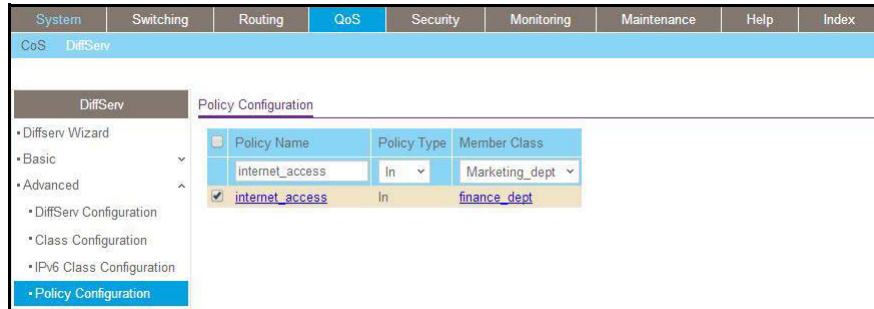 System Switching Routing QoS Security Monitoring Maintenance Help Index
CoS DiffServ
DiffServ
Diffserv Wizard
Basic
Advanced
DiffServ Configuration
Class Configuration
IPv6 Class Configuration
Policy Configuration
Policy Configuration
Policy Name Policy Type Member Class
internet_access In Marketing_dept
internet_access In finance_dept